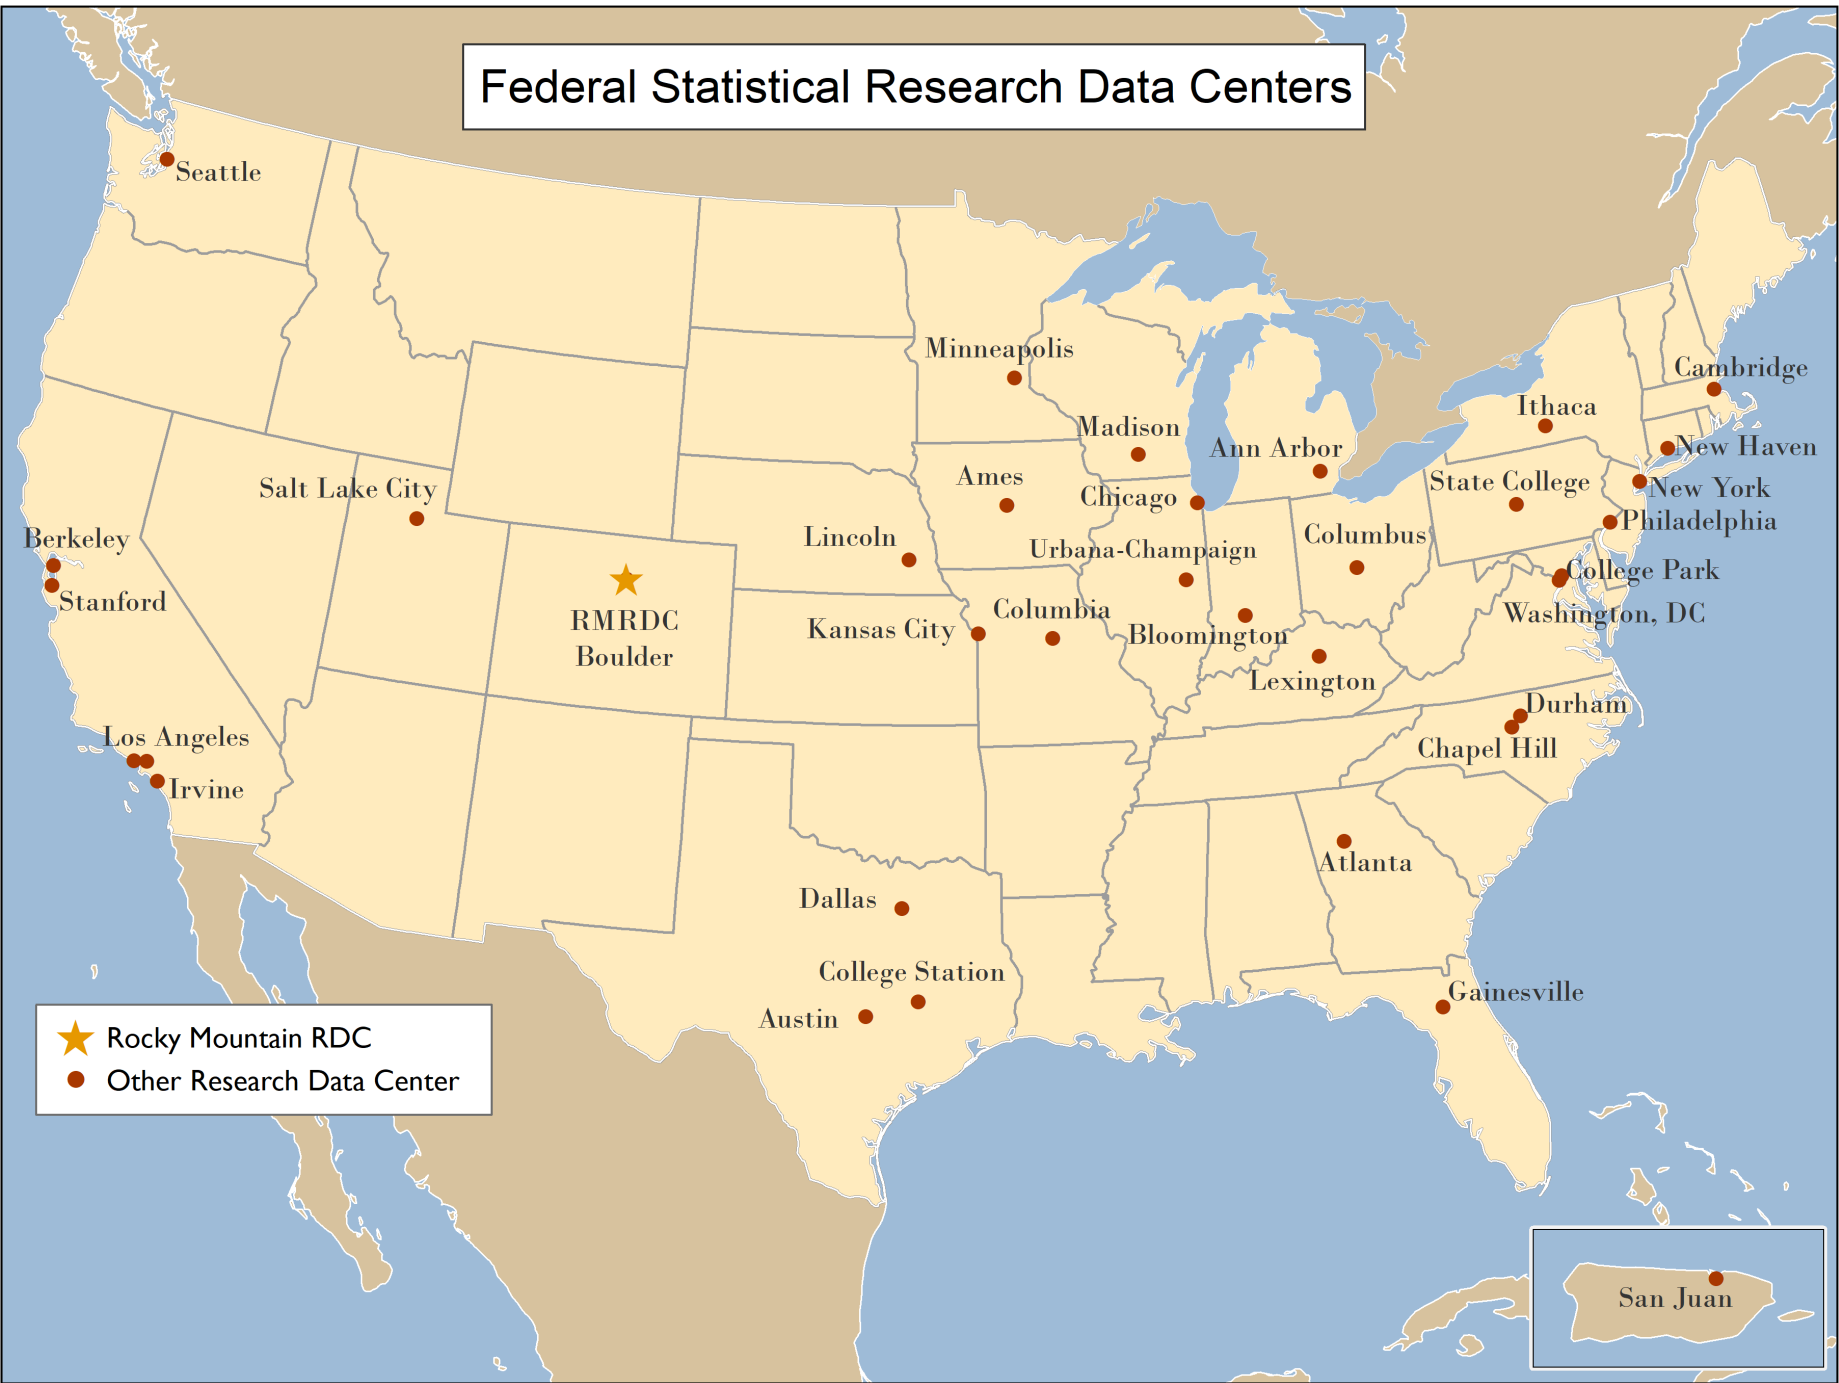 Federal Statistical Research Data Centers
Seattle
Minneapolis
Cambridge
Ithaca
Madison
Ann Arbor
New Haven
Ames
State College
Salt Lake City
New York
Chicago
Philadelphia
Berkeley
Lincoln
Columbus
Urbana-Champaign
College Park
Stanford
RMRDC
Boulder
Columbia
Washington, DC
Kansas City
Bloomington
Lexington
Durham
Los Angeles
Chapel Hill
Irvine
Atlanta
Dallas
College Station
Gainesville
Austin
Rocky Mountain RDC
Other Research Data Center
San Juan